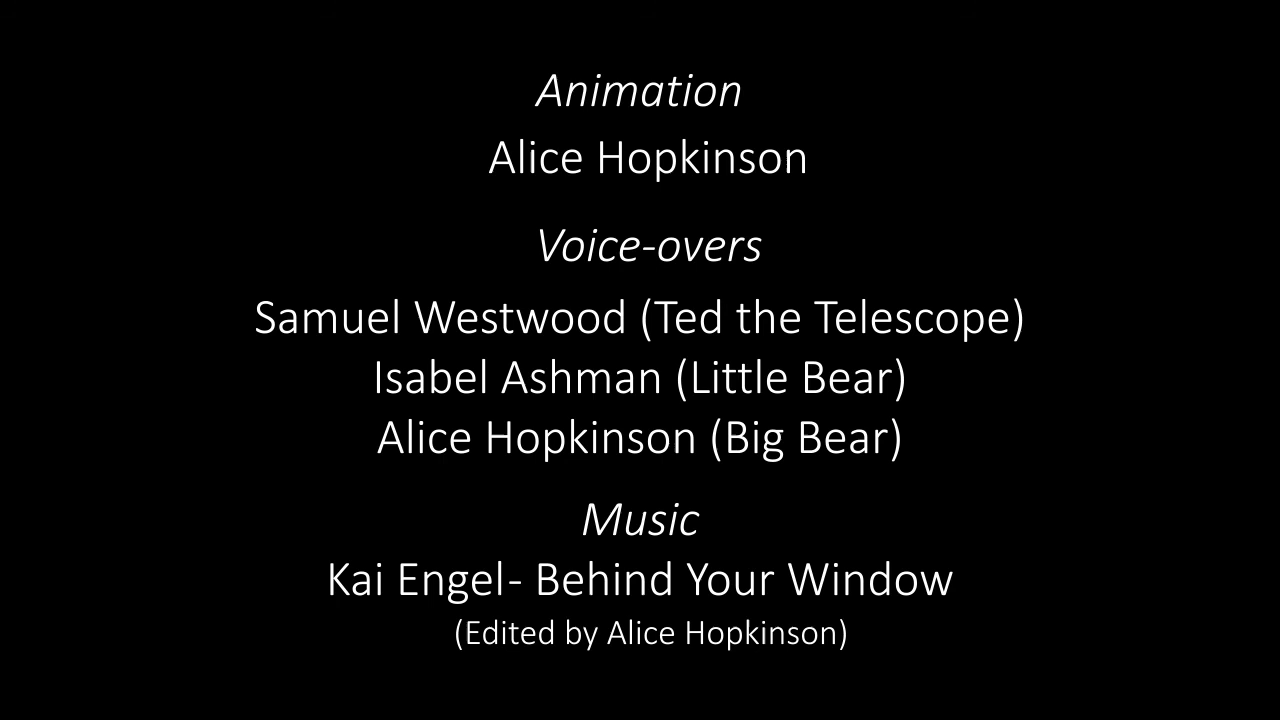 Animation
Alice Hopkinson
Voice-overs
Samuel Westwood (Ted the Telescope)
Isabel Ashman (Little Bear)
Alice Hopkinson (Big Bear)
Music
Kai Engel - Behind Your Window
(Edited by Alice Hopkinson)